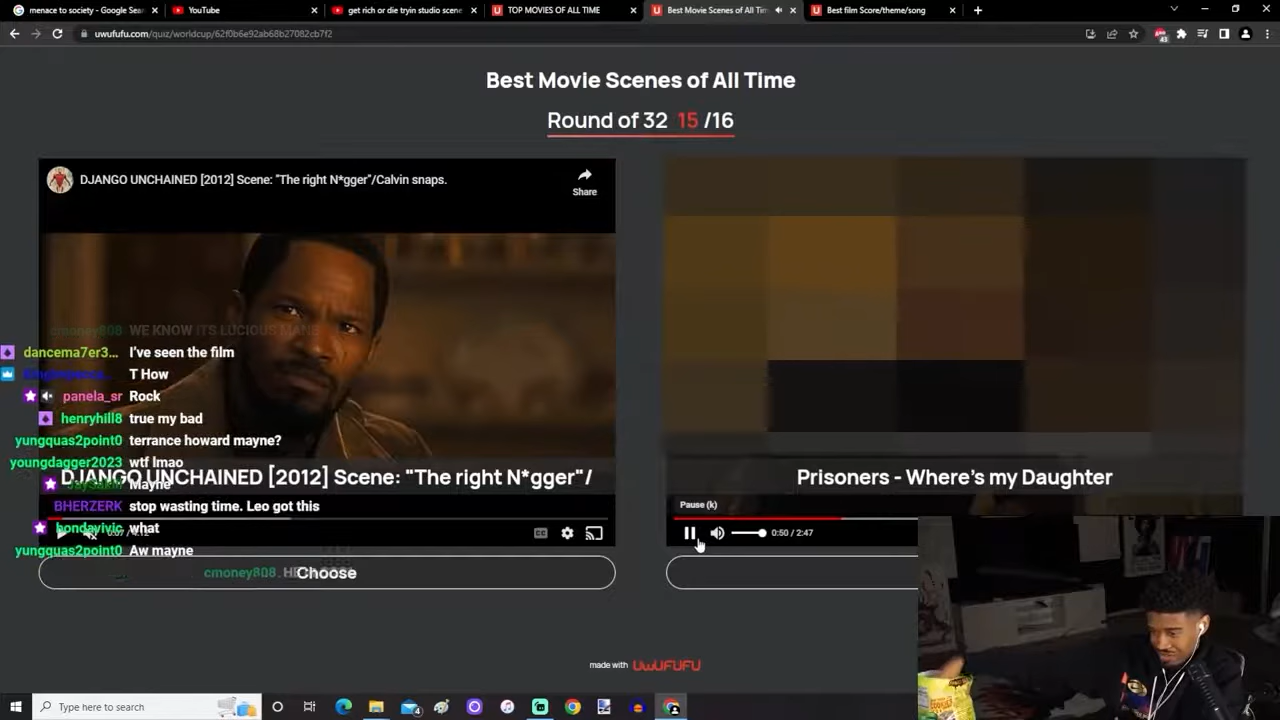 menace to society - Google Sear
YouTube
get rich or die tryin studio scene
TOP MOVIES OF ALL TIME
Best Movie Scenes of All Tim
Best film Score/theme/song
uwufufu.com/quiz/worldcup/62f0b6e92ab68b27082cb7f2
Best Movie Scenes of All Time
Round of 32 15 /16
DJANGO UNCHAINED [2012] Scene: "The right N*gger"/Calvin snaps.
Share
cmoney808 WE KNOW ITS LUCIOUS MANE
dancema7er3... I've seen the film
T How
panela_sr Rock
henryhill8 true my bad
yungquas2point0 terrance howard mayne?
youngdagger2023 wtf lmao
DJANGO UNCHAINED [2012] Scene: "The right N*gger"/
Prisoners - Where's my Daughter
Mayne
BHERZERK stop wasting time. Leo got this
Pause (k)
hondavivic what
0:50 / 2:47
yungquas2point0 Aw mayne
cmoney808
Choose
made with UWUFUFU
Type here to search